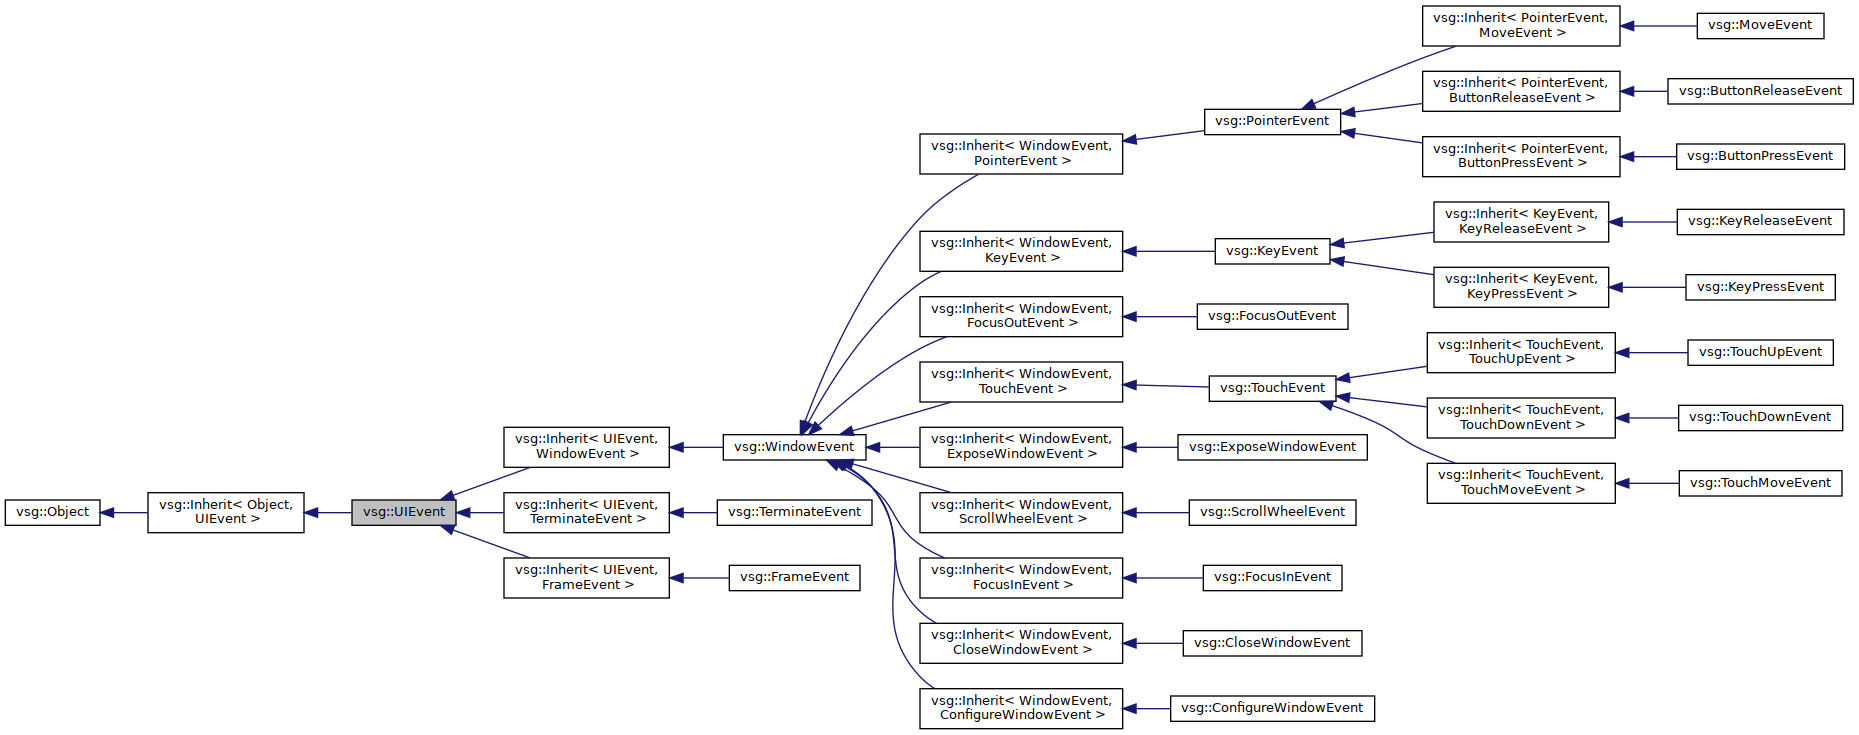 vsg::Object
vsg::Inherit< Object,
UIEvent >
vsg::UIEvent
vsg::Inherit< UIEvent,
WindowEvent >
vsg::Inherit< UIEvent,
TerminateEvent >
vsg::Inherit< UIEvent,
FrameEvent >
vsg::WindowEvent
vsg::TerminateEvent
vsg::FrameEvent
vsg::Inherit< WindowEvent,
PointerEvent >
vsg::Inherit< WindowEvent,
KeyEvent >
vsg::Inherit< WindowEvent,
FocusOutEvent >
vsg::Inherit< WindowEvent,
TouchEvent >
vsg::Inherit< WindowEvent,
ExposeWindowEvent >
vsg::Inherit< WindowEvent,
ScrollWheelEvent >
vsg::Inherit< WindowEvent,
FocusInEvent >
vsg::Inherit< WindowEvent,
CloseWindowEvent >
vsg::Inherit< WindowEvent,
ConfigureWindowEvent >
vsg::PointerEvent
vsg::KeyEvent
vsg::FocusOutEvent
vsg::TouchEvent
vsg::ExposeWindowEvent
vsg::ScrollWheelEvent
vsg::FocusInEvent
vsg::CloseWindowEvent
vsg::ConfigureWindowEvent
vsg::Inherit< PointerEvent,
MoveEvent >
vsg::Inherit< PointerEvent,
ButtonReleaseEvent >
vsg::Inherit< PointerEvent,
ButtonPressEvent >
vsg::Inherit< KeyEvent,
KeyReleaseEvent >
vsg::Inherit< KeyEvent,
KeyPressEvent >
vsg::Inherit< TouchEvent,
TouchUpEvent >
vsg::Inherit< TouchEvent,
TouchDownEvent >
vsg::Inherit< TouchEvent,
TouchMoveEvent >
vsg::MoveEvent
vsg::ButtonReleaseEvent
vsg::ButtonPressEvent
vsg::KeyReleaseEvent
vsg::KeyPressEvent
vsg::TouchUpEvent
vsg::TouchDownEvent
vsg::TouchMoveEvent